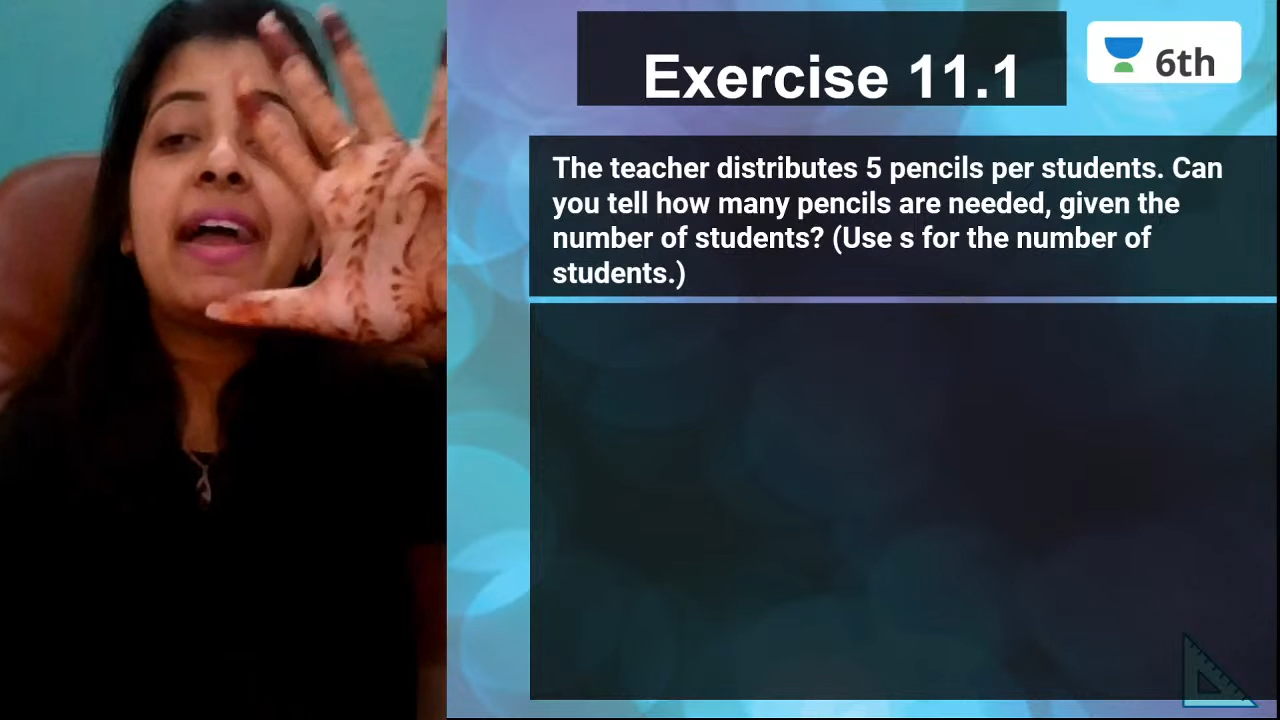 Exercise 11.1
6th
The teacher distributes 5 pencils per students. Can
you tell how many pencils are needed, given the
number of students? (Use s for the number of
students.)